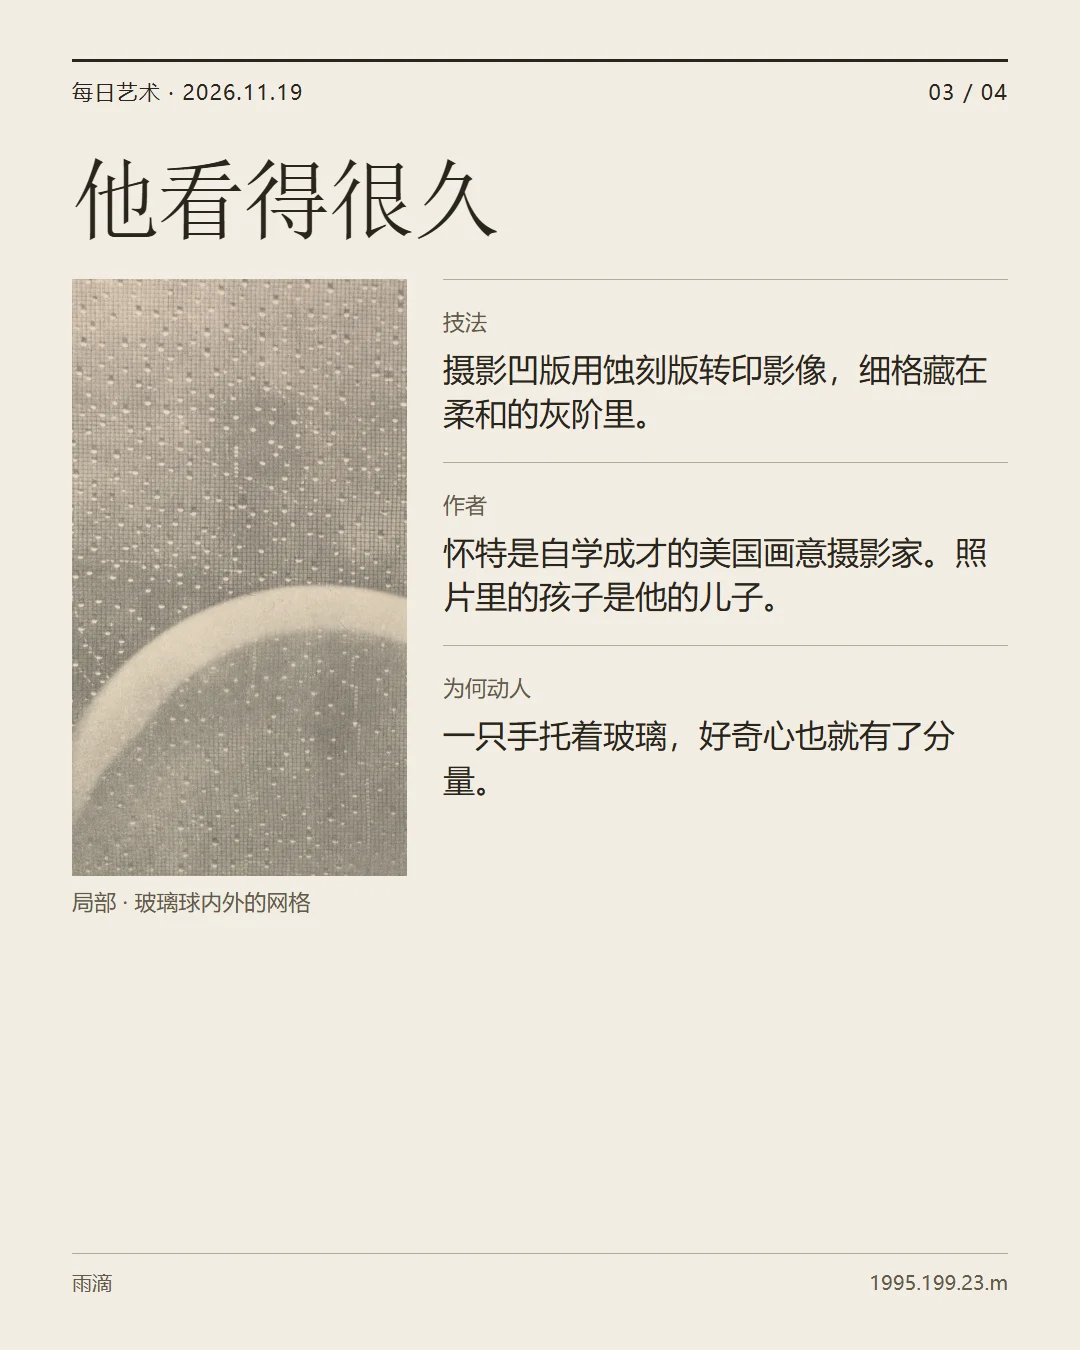 每日艺术 · 2026.11.19
03 / 04
他看得很久
技法
摄影凹版用蚀刻版转印影像，细格藏在
柔和的灰阶里。
作者
怀特是自学成才的美国画意摄影家。照
片里的孩子是他的儿子。
为何动人
一只手托着玻璃，好奇心也就有了分
量。
局部 · 玻璃球内外的网格
雨滴
1995.199.23.m